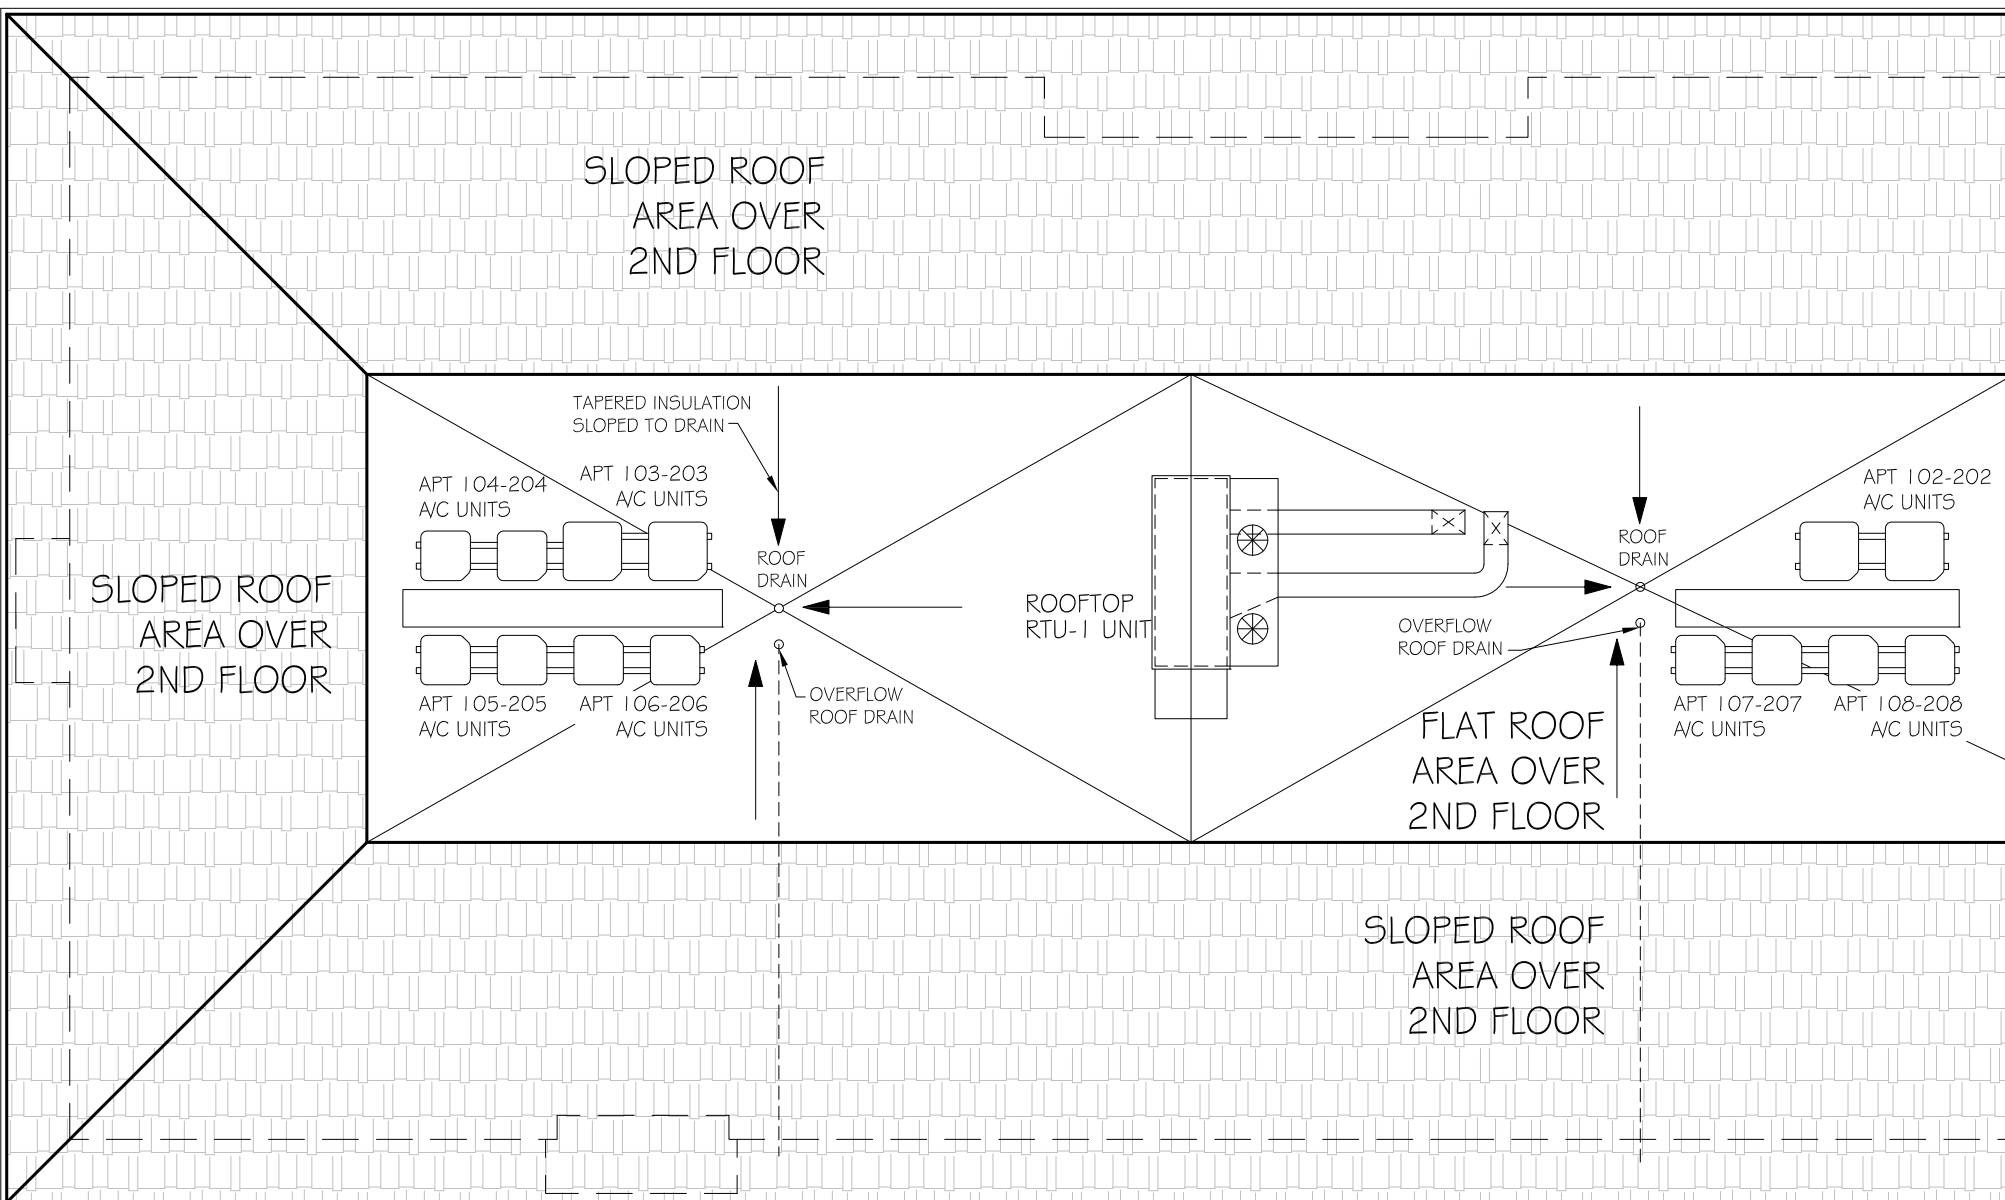 SLOPED ROOF
AREA OVER
2ND FLOOR
TAPERED INSULATION
SLOPED TO DRAIN
APT 104-204
A/C UNITS
APT 103-203
A/C UNITS
ROOF
DRAIN
APT 105-205
A/C UNITS
APT 106-206
A/C UNITS
OVERFLOW
ROOF DRAIN
SLOPED ROOF
AREA OVER
2ND FLOOR
ROOFTOP
RTU-1 UNIT
ROOF
DRAIN
OVERFLOW
ROOF DRAIN
APT 102-202
A/C UNITS
APT 107-207
A/C UNITS
APT 108-208
A/C UNITS
FLAT ROOF
AREA OVER
2ND FLOOR
SLOPED ROOF
AREA OVER
2ND FLOOR